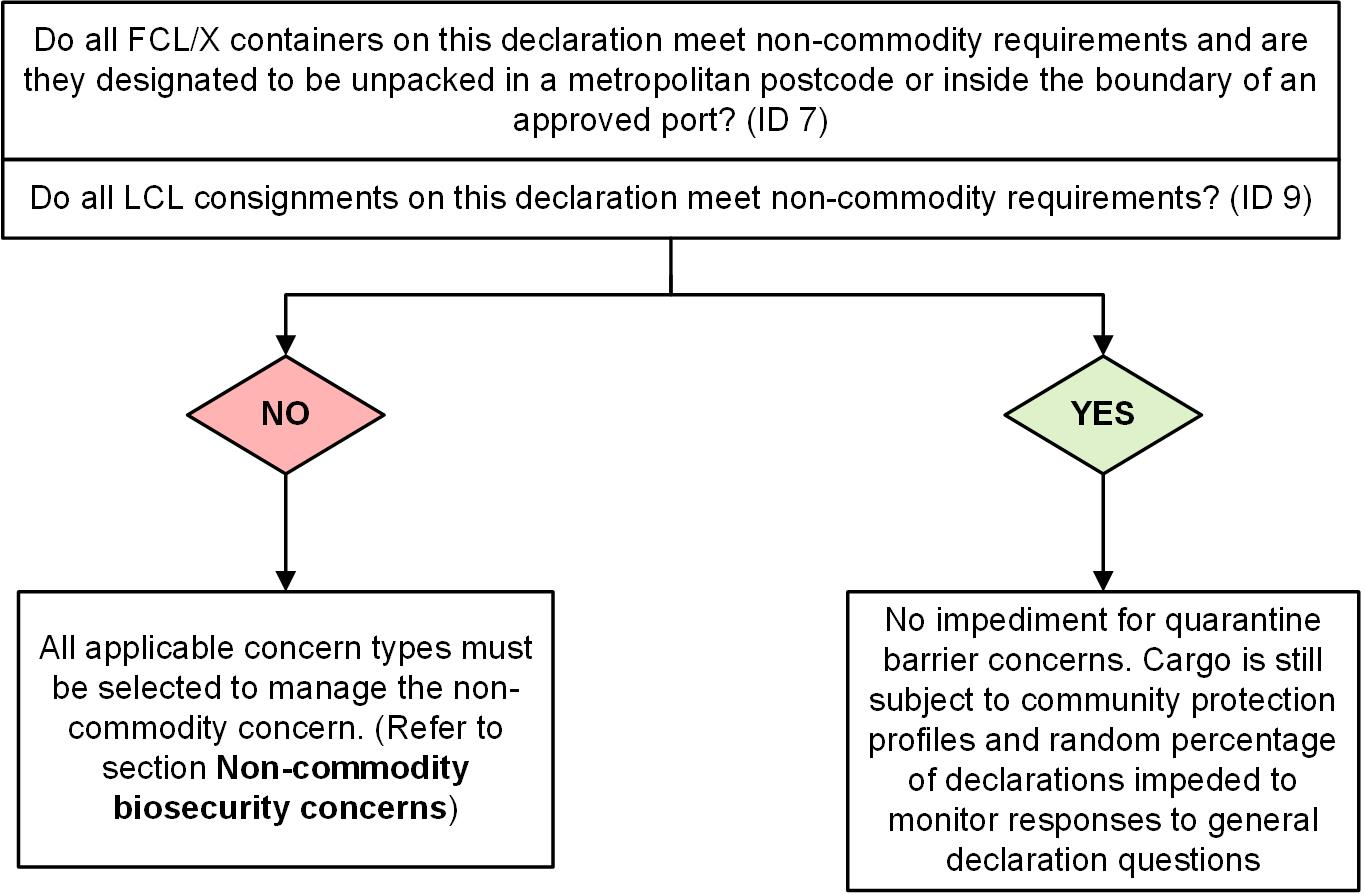 Do all FCL/X containers on this declaration meet non-commodity requirements and are
they designated to be unpacked in a metropolitan postcode or inside the boundary of an
approved port? (ID 7)
Do all LCL consignments on this declaration meet non-commodity requirements? (ID 9)
NO
YES
All applicable concern types must
be selected to manage the non-
commodity concern. (Refer to
section Non-commodity
biosecurity concerns)
No impediment for quarantine
barrier concerns. Cargo is still
subject to community protection
profiles and random percentage
of declarations impeded to
monitor responses to general
declaration questions